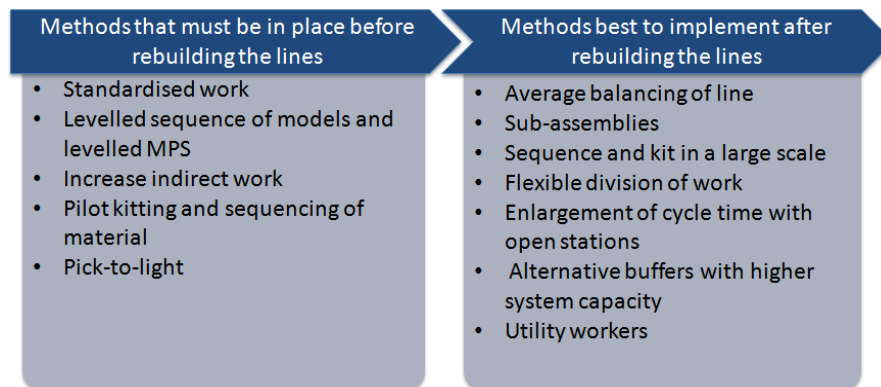 Methods that must be in place before
rebuilding the lines
• Standardised work
• Levelled sequence of models and
levelled MPS
• Increase indirect work
• Pilot kitting and sequencing of
material
• Pick-to-light
Methods best to implement after
rebuilding the lines
• Average balancing of line
• Sub-assemblies
• Sequence and kit in a large scale
• Flexible division of work
• Enlargement of cycle time with
open stations
• Alternative buffers with higher
system capacity
• Utility workers